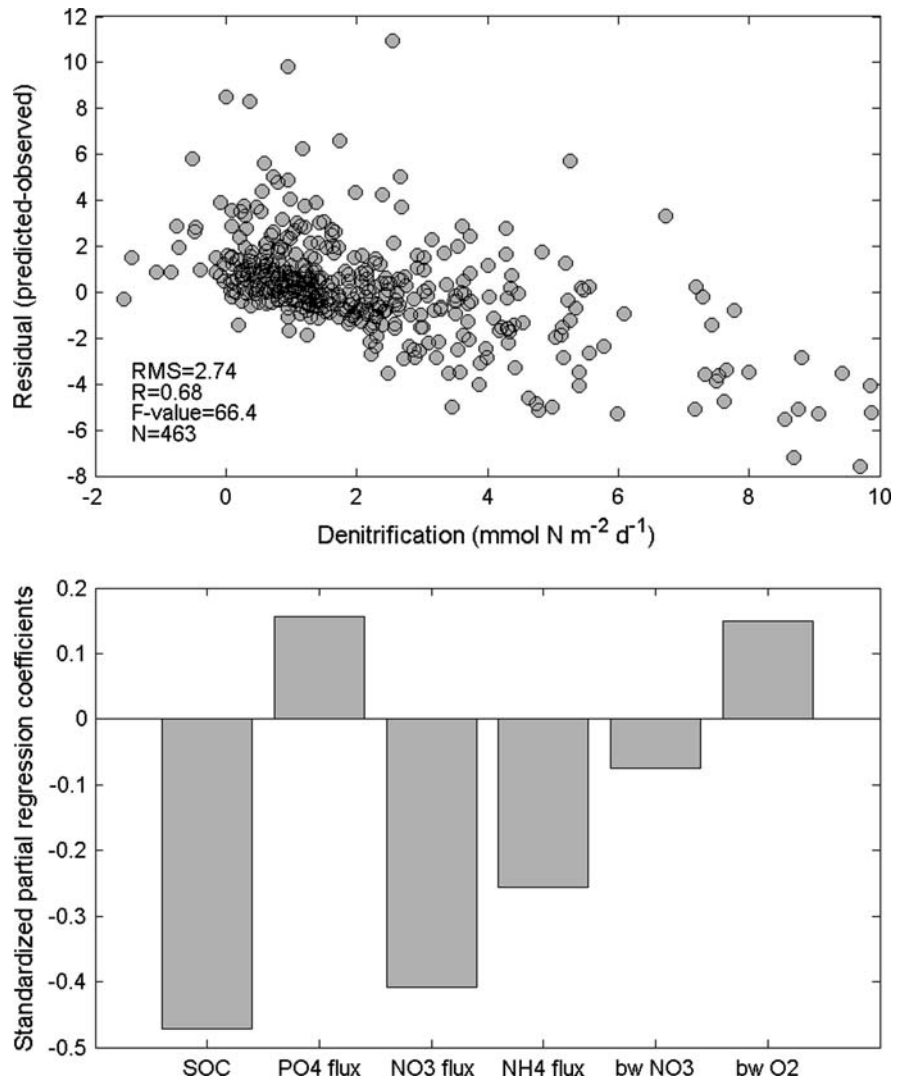 12
10
8
6
4
2
0
-2
-4
-6
-8
Residual (predicted-observed)
RMS=2.74
R=0.68
F-value=66.4
N=463
-2 0 2 4 6 8 10
Denitrification (mmol N m⁻² d⁻¹)
0.2
0.1
0
-0.1
-0.2
-0.3
-0.4
-0.5
Standardized partial regression coefficients
SOC PO4 flux NO3 flux NH4 flux bw NO3 bw O2